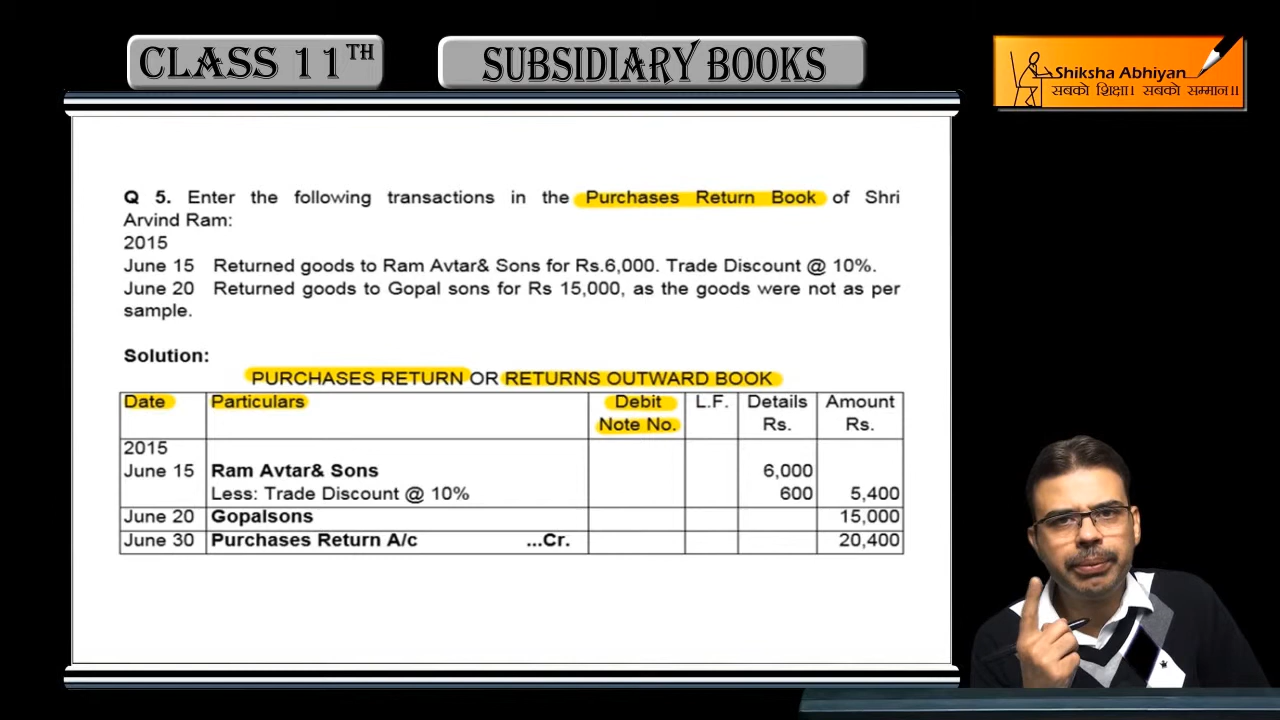 CLASS 11TH
SUBSIDIARY BOOKS
Shiksha Abhiyan
सबको शिक्षा। सबको सम्मान॥
Q 5. Enter the following transactions in the Purchases Return Book of Shri
Arvind Ram:
2015
June 15 Returned goods to Ram Avtar& Sons for Rs.6,000. Trade Discount @ 10%.
June 20 Returned goods to Gopal sons for Rs 15,000, as the goods were not as per
sample.
Solution:
PURCHASES RETURN OR RETURNS OUTWARD BOOK
Date Particulars Debit L.F. Details Amount
Note No. Rs. Rs.
2015
June 15 Ram Avtar& Sons 6,000
Less: Trade Discount @ 10% 600 5,400
June 20 Gopalsons 15,000
June 30 Purchases Return A/c ...Cr. 20,400